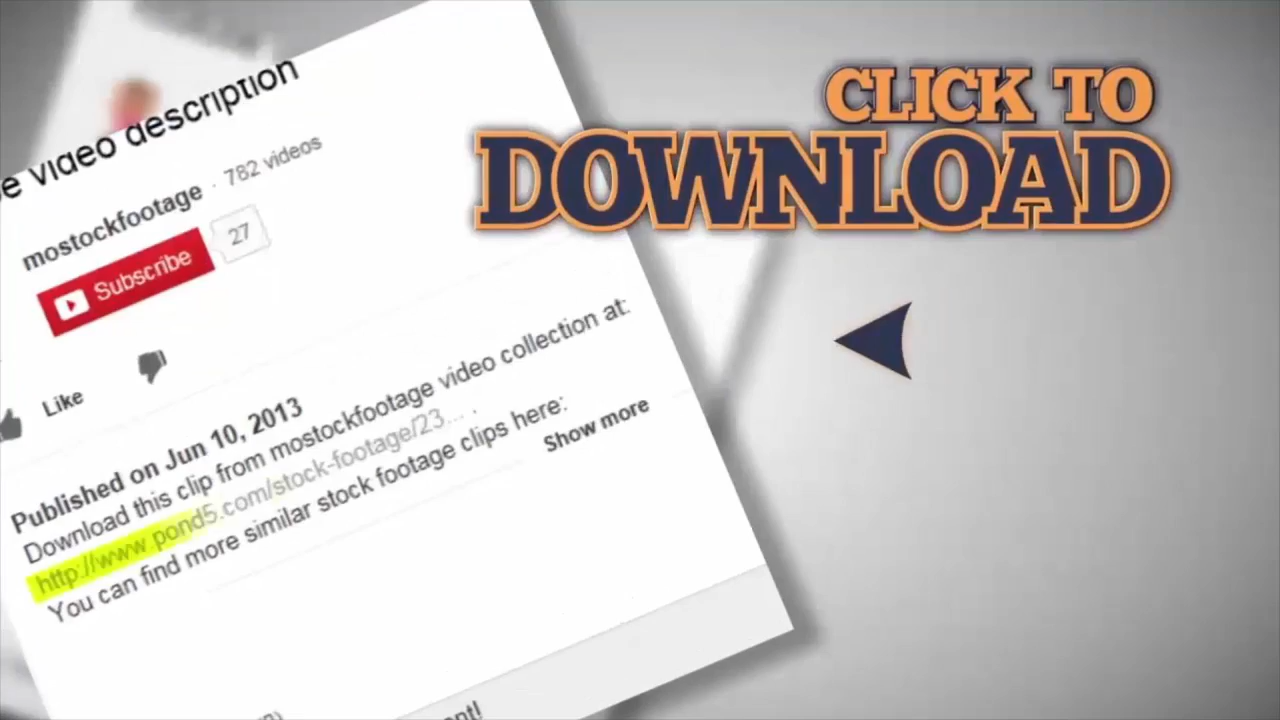 CLICK TO
DOWNLOAD
e video description
mostockfootage · 782 videos
Subscribe 27
Like
Published on Jun 10, 2013
Download this clip from mostockfootage video collection at:
http://www.pond5.com/stock-footage/23... .
You can find more similar stock footage clips here:
Show more